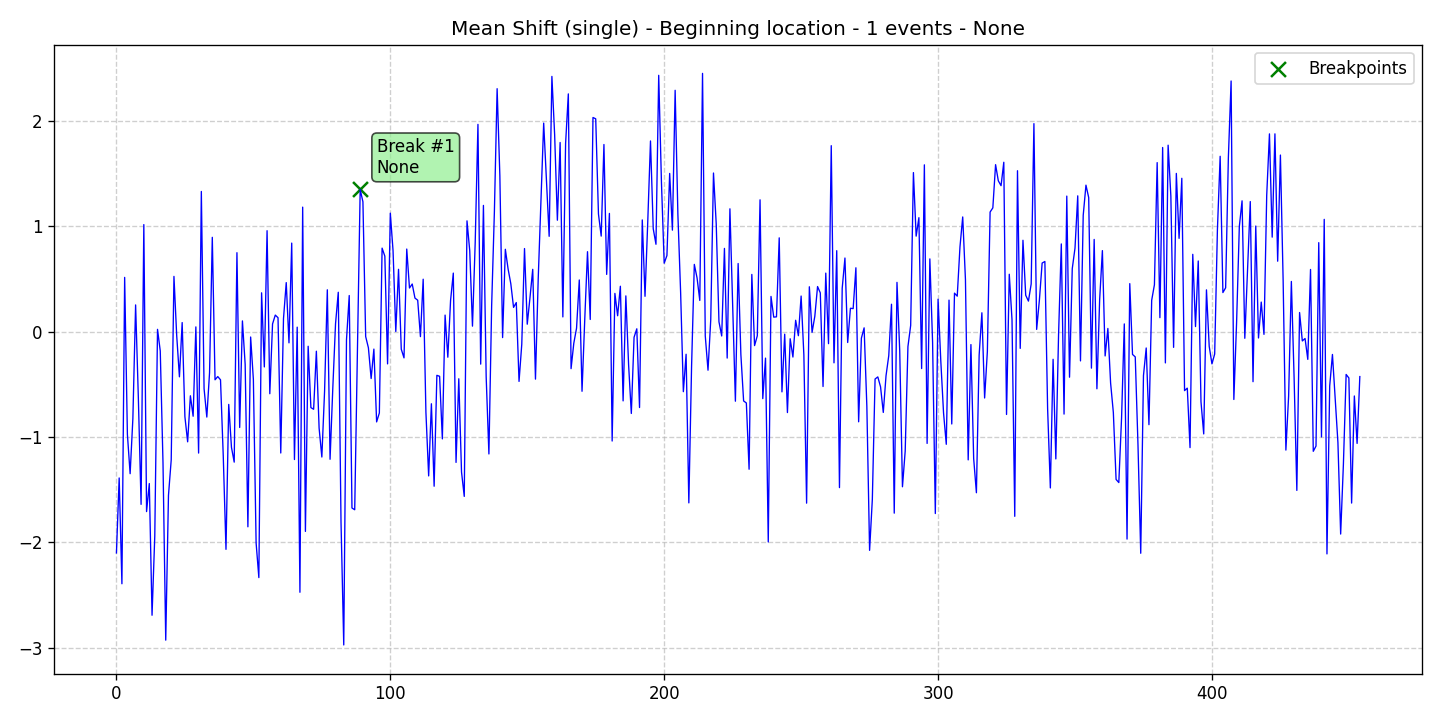 Mean Shift (single) - Beginning location - 1 events - None
Breakpoints
Break #1
None
2
1
0
−1
−2
−3
0 100 200 300 400